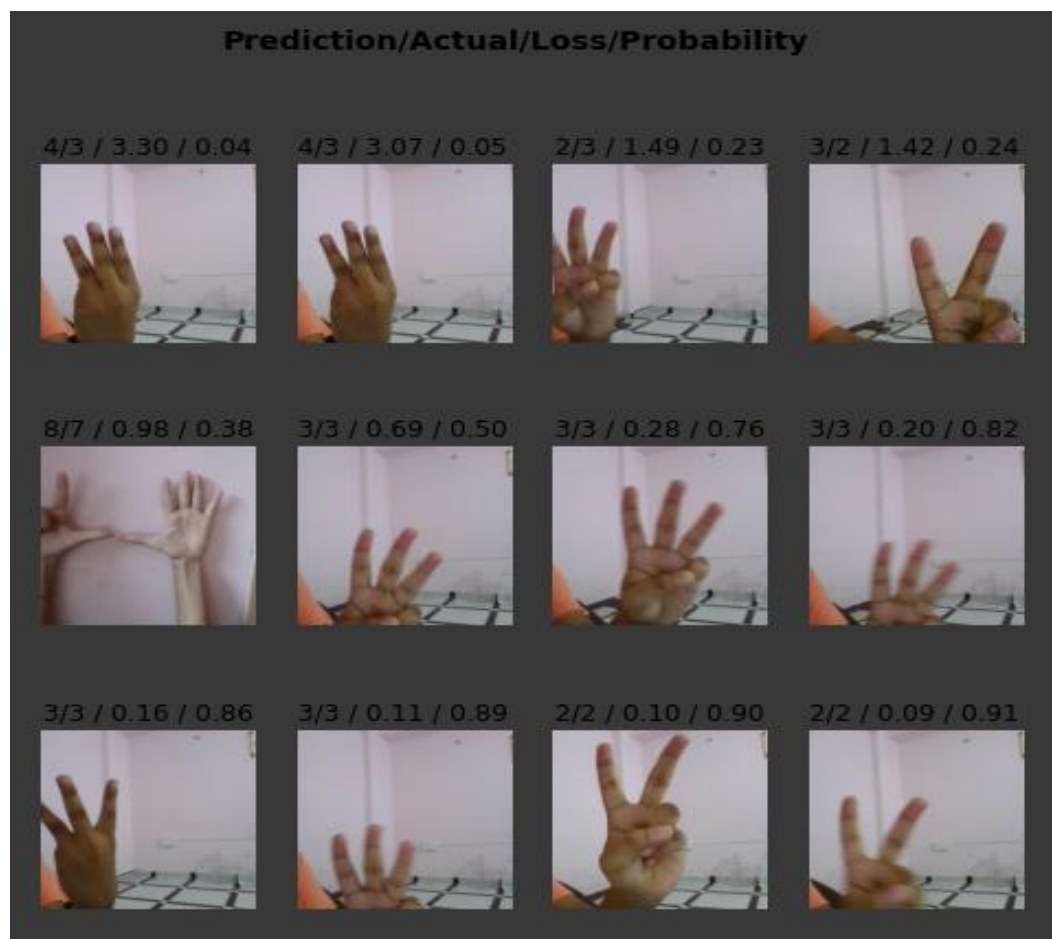 Prediction/Actual/Loss/Probability
4/3 / 3.30 / 0.04
4/3 / 3.07 / 0.05
2/3 / 1.49 / 0.23
3/2 / 1.42 / 0.24
8/7 / 0.98 / 0.38
3/3 / 0.69 / 0.50
3/3 / 0.28 / 0.76
3/3 / 0.20 / 0.82
3/3 / 0.16 / 0.86
3/3 / 0.11 / 0.89
2/2 / 0.10 / 0.90
2/2 / 0.09 / 0.91